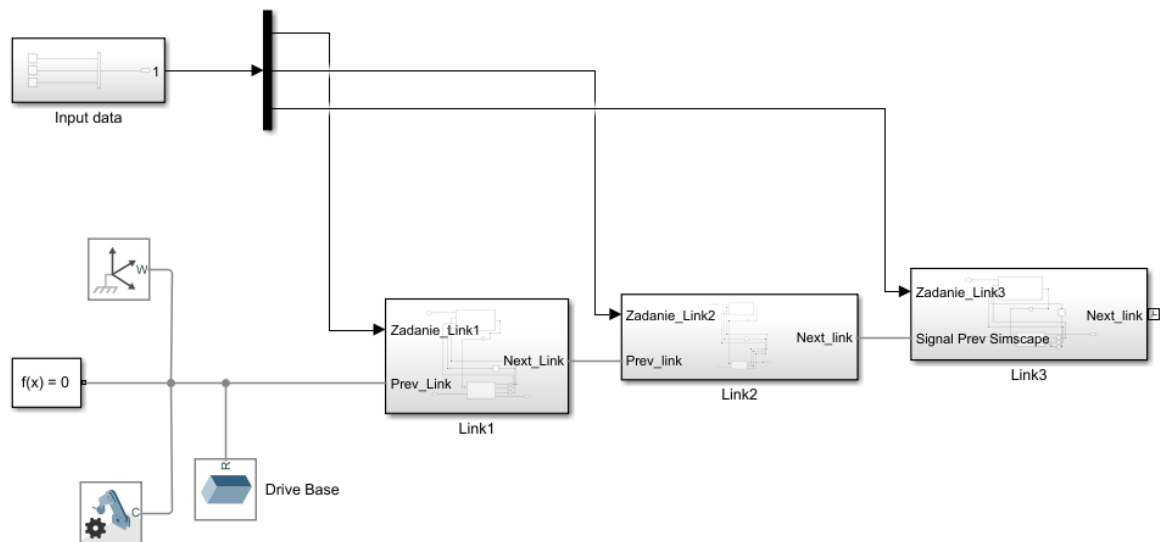 1
Input data
W
Zadanie_Link3
Next_link
Zadanie_Link2
Zadanie_Link1
Next_link
Signal Prev Simscape
Next_Link
Prev_link
Link3
f(x) = 0
Prev_Link
Link2
Link1
R
Drive Base
C